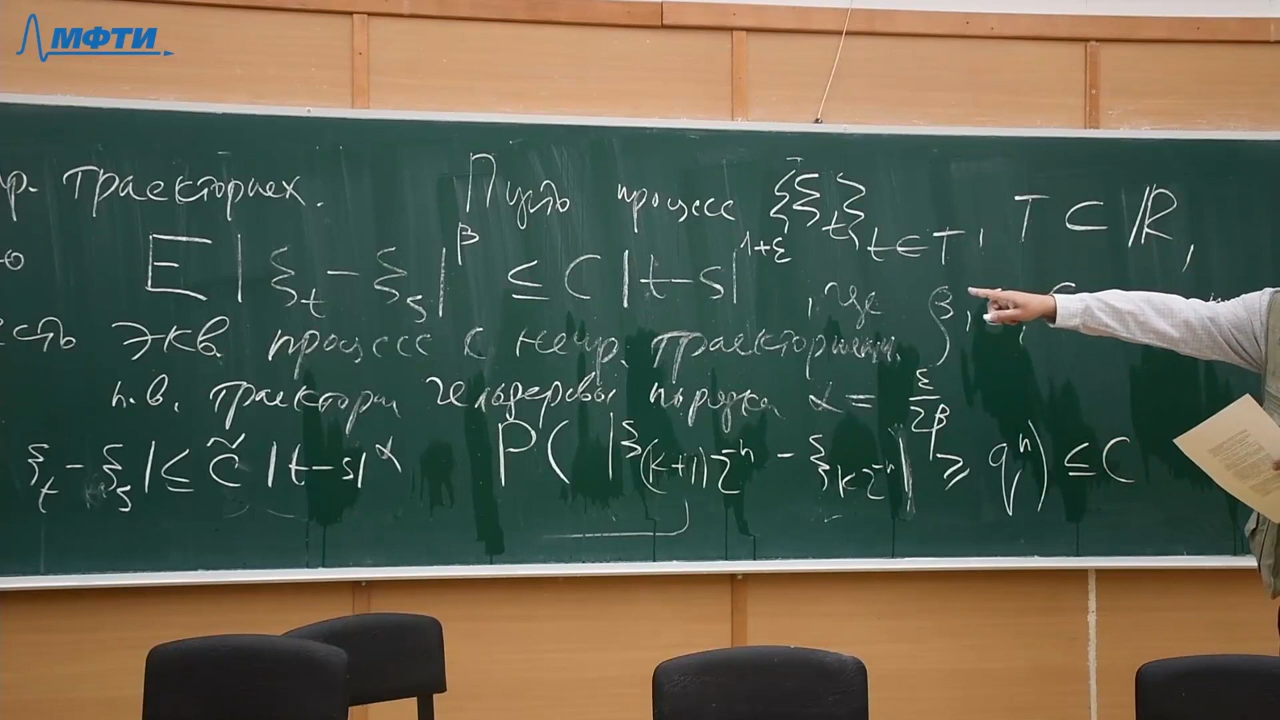 МФТИ
р. траекториях. Пусть процесс {ξ_t}_{t∈T}, T ⊂ ℝ,
ю E|ξ_t − ξ_s|^β ≤ C|t−s|^{1+ε}, где β,
есть экв. процесс с непр. траекториями.
п.в. траектории гёльдеровы порядка α = ε/2β
ξ_t − ξ_s| ≤ C̃ |t−s|^α P(|ξ_{(k+1)2^{-n}} − ξ_{k2^{-n}}| ⩾ q^n) ≤ C